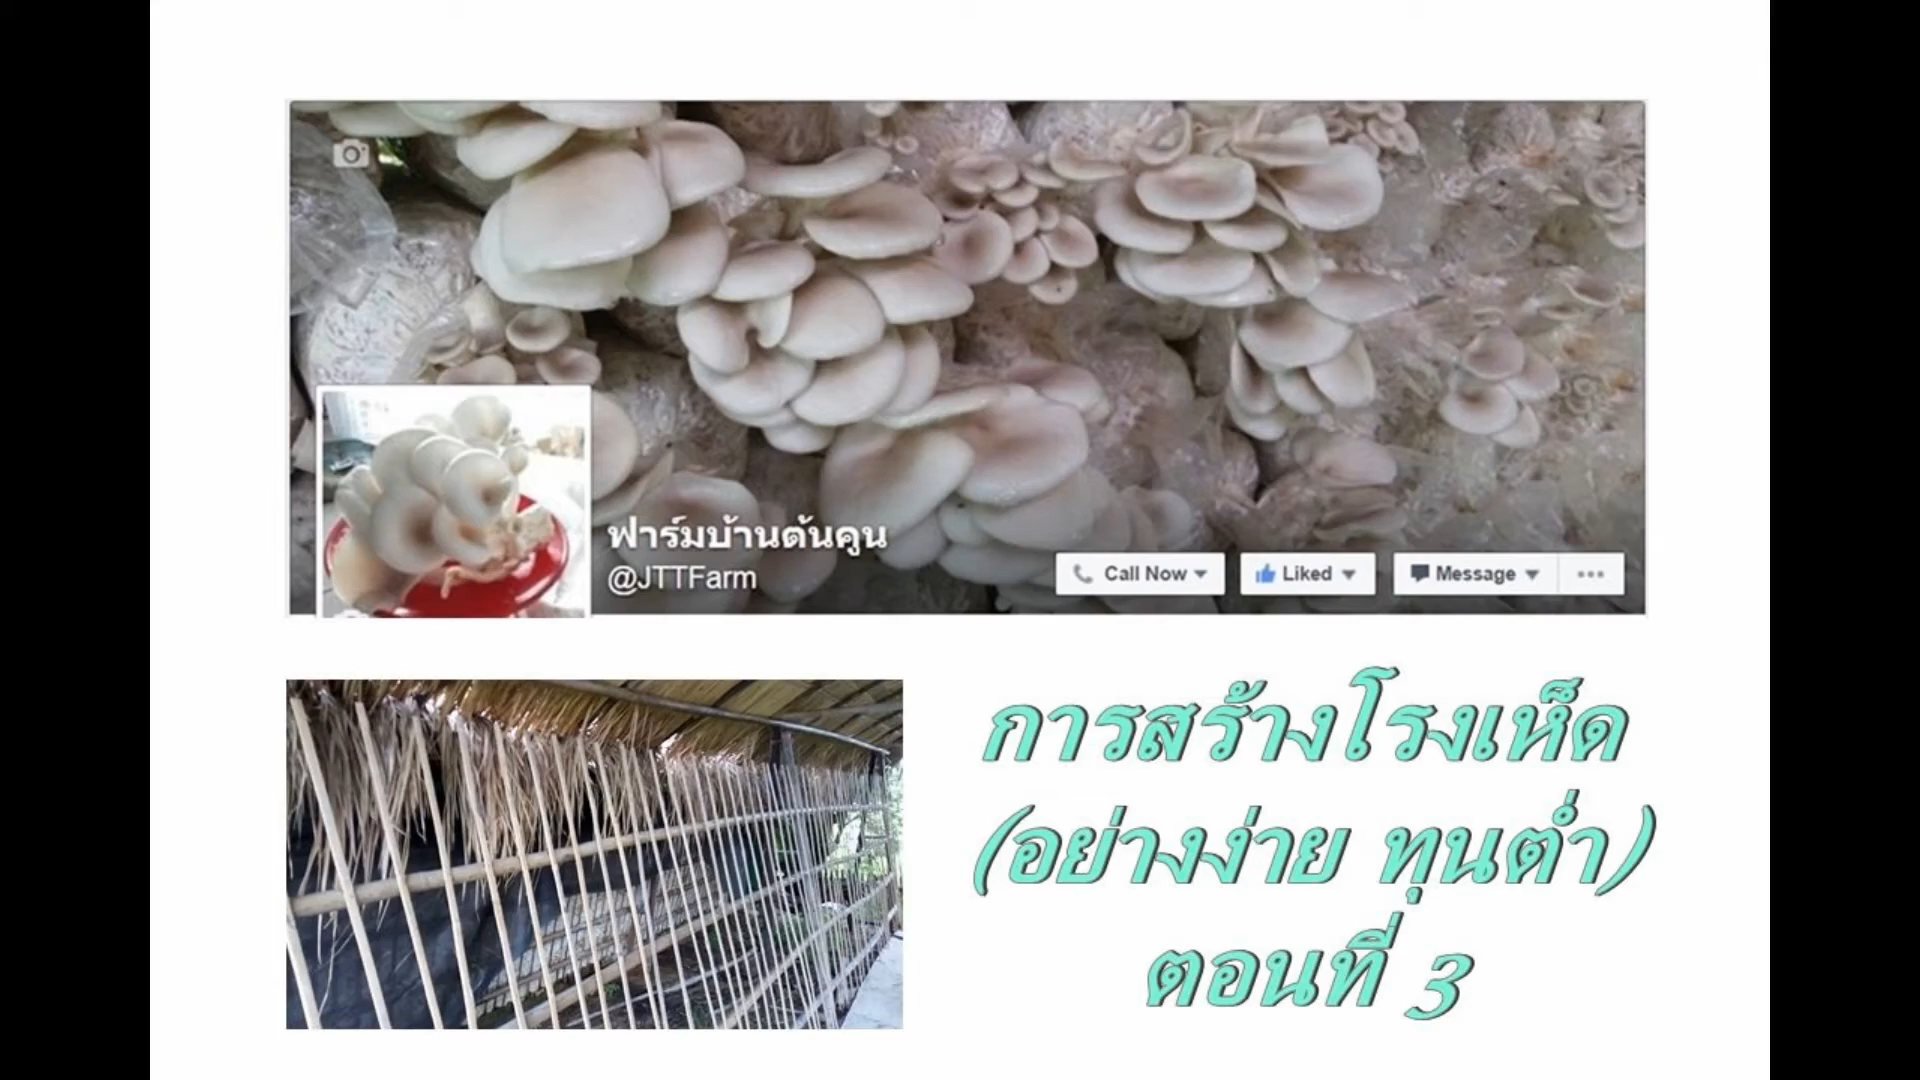 ฟาร์มบ้านต้นคูน
@JTTFarm
Call Now
Liked
Message
การสร้างโรงเห็ด
(อย่างง่าย ทุนต่ำ)
ตอนที่ 3